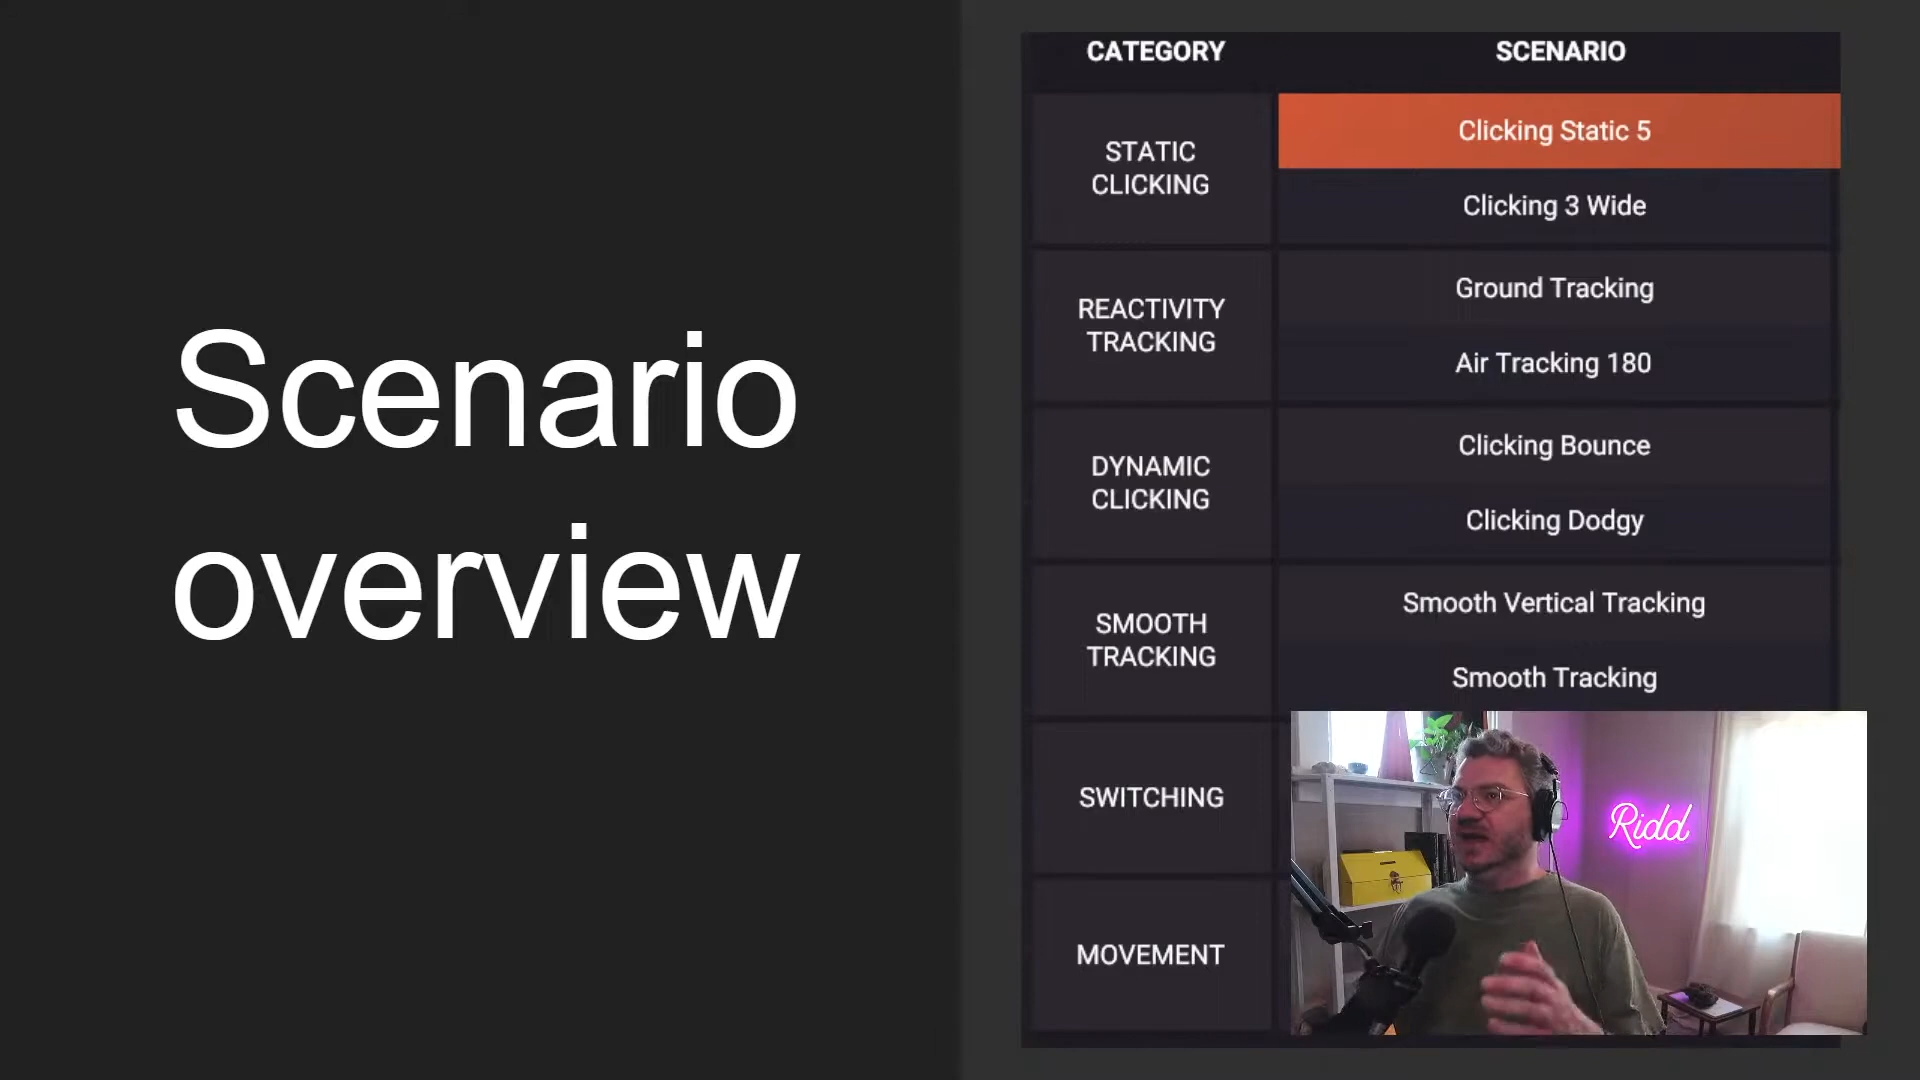 Scenario
overview
CATEGORY
SCENARIO
STATIC
CLICKING
Clicking Static 5
Clicking 3 Wide
REACTIVITY
TRACKING
Ground Tracking
Air Tracking 180
DYNAMIC
CLICKING
Clicking Bounce
Clicking Dodgy
SMOOTH
TRACKING
Smooth Vertical Tracking
Smooth Tracking
SWITCHING
MOVEMENT
Ridd